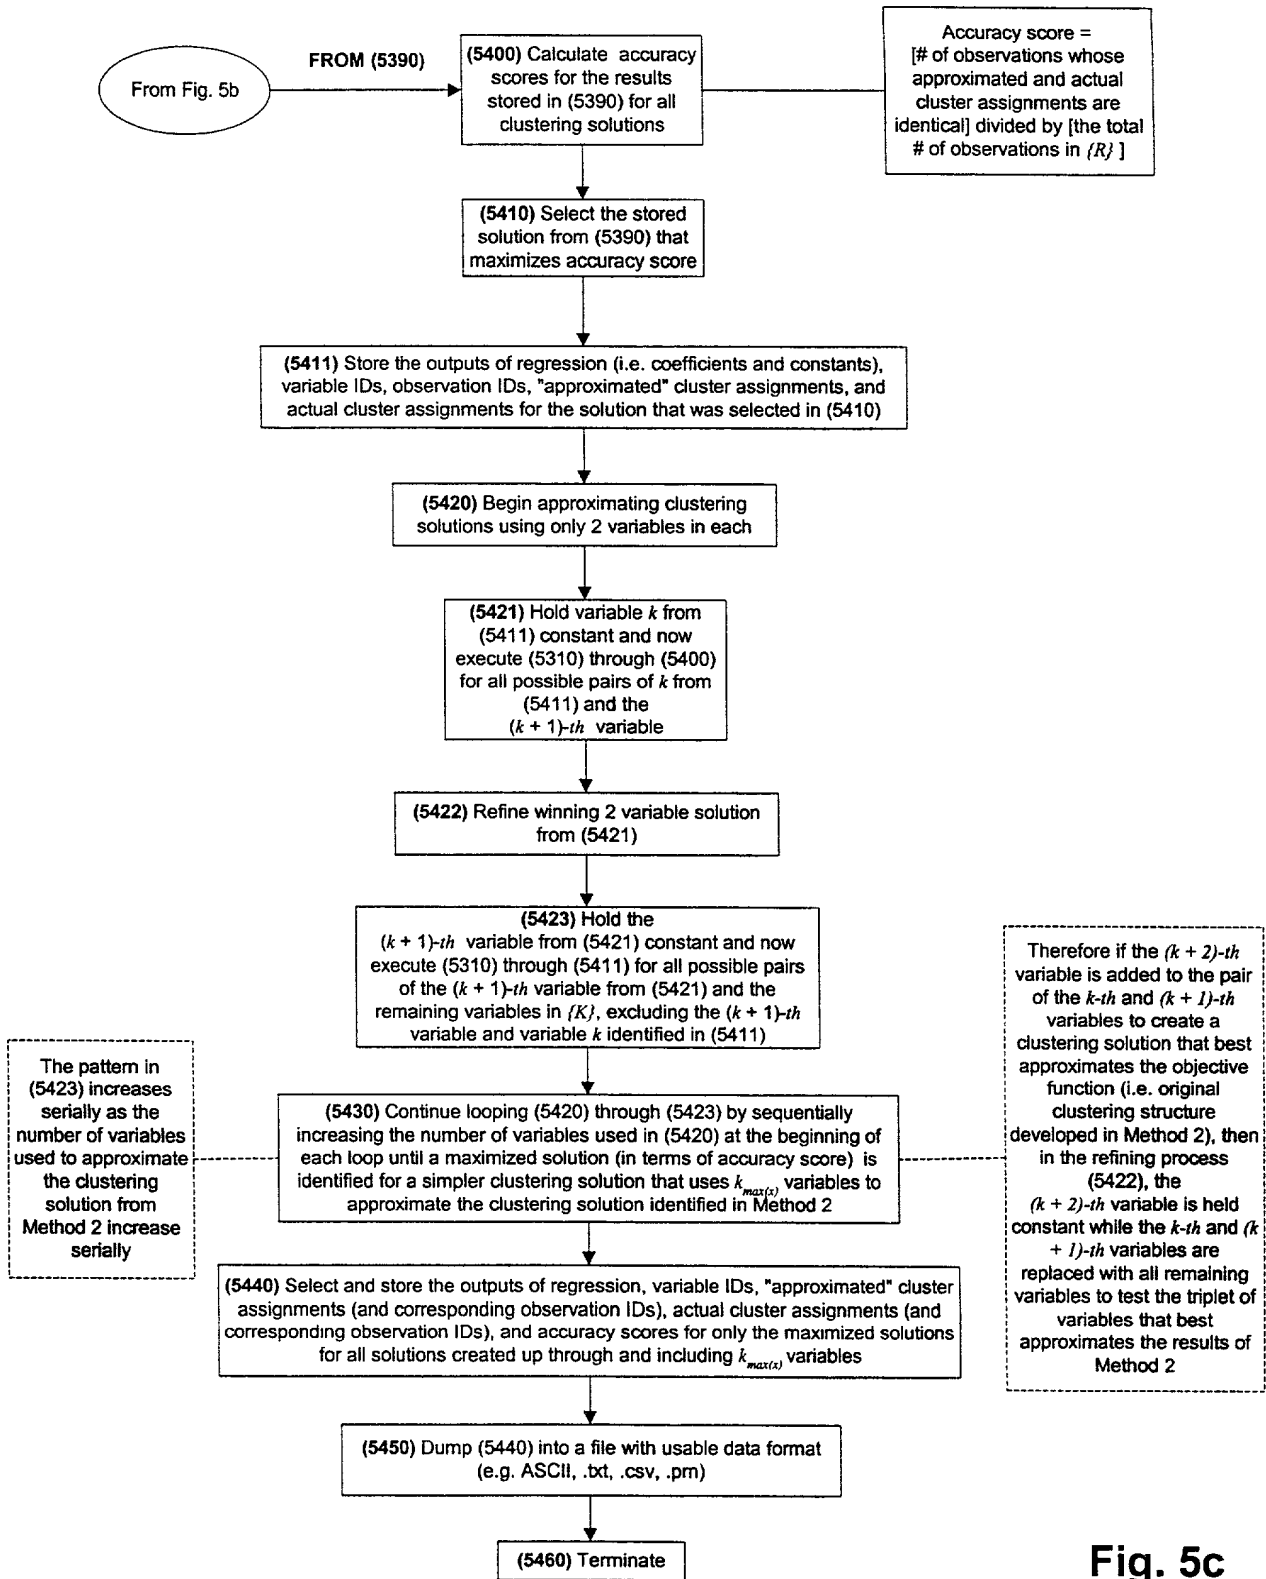 From Fig. 5b
FROM (5390)
(5400) Calculate accuracy
scores for the results
stored in (5390) for all
clustering solutions
Accuracy score =
[# of observations whose
approximated and actual
cluster assignments are
identical] divided by [the total
# of observations in {R} ]
(5410) Select the stored
solution from (5390) that
maximizes accuracy score
(5411) Store the outputs of regression (i.e. coefficients and constants),
variable IDs, observation IDs, "approximated" cluster assignments, and
actual cluster assignments for the solution that was selected in (5410)
(5420) Begin approximating clustering
solutions using only 2 variables in each
(5421) Hold variable k from
(5411) constant and now
execute (5310) through (5400)
for all possible pairs of k from
(5411) and the
(k + 1)-th variable
(5422) Refine winning 2 variable solution
from (5421)
(5423) Hold the
(k + 1)-th variable from (5421) constant and now
execute (5310) through (5411) for all possible pairs
of the (k + 1)-th variable from (5421) and the
remaining variables in {K}, excluding the (k + 1)-th
variable and variable k identified in (5411)
Therefore if the (k + 2)-th
variable is added to the pair
of the k-th and (k + 1)-th
variables to create a
clustering solution that best
approximates the objective
function (i.e. original
clustering structure
developed in Method 2), then
in the refining process
(5422), the
(k + 2)-th variable is held
constant while the k-th and (k
+ 1)-th variables are
replaced with all remaining
variables to test the triplet of
variables that best
approximates the results of
Method 2
The pattern in
(5423) increases
serially as the
number of variables
used to approximate
the clustering
solution from
Method 2 increase
serially
(5430) Continue looping (5420) through (5423) by sequentially
increasing the number of variables used in (5420) at the beginning of
each loop until a maximized solution (in terms of accuracy score) is
identified for a simpler clustering solution that uses kmax(x) variables to
approximate the clustering solution identified in Method 2
(5440) Select and store the outputs of regression, variable IDs, "approximated" cluster
assignments (and corresponding observation IDs), actual cluster assignments (and
corresponding observation IDs), and accuracy scores for only the maximized solutions
for all solutions created up through and including kmax(x) variables
(5450) Dump (5440) into a file with usable data format
(e.g. ASCII, .txt, .csv, .prn)
(5460) Terminate
Fig. 5c